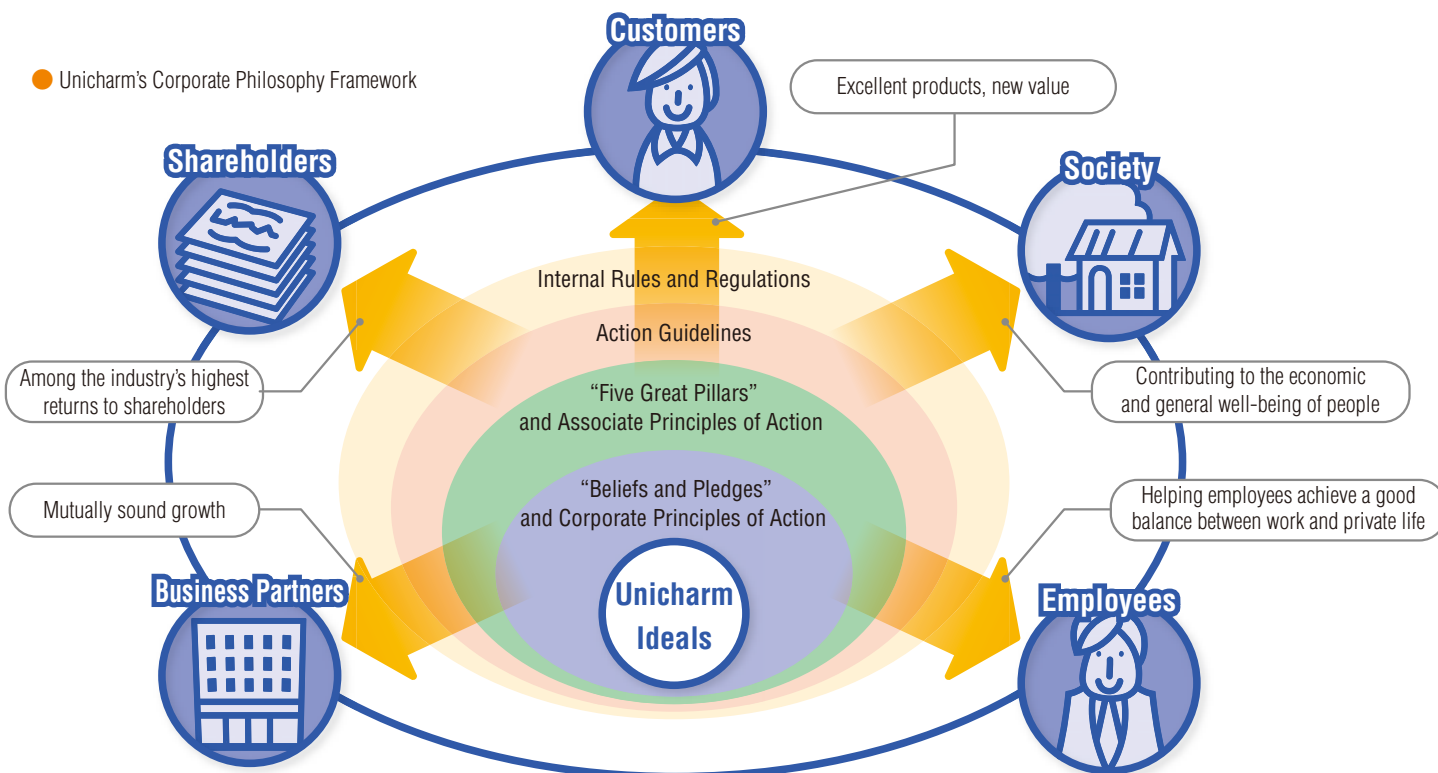 Customers
Unicharm’s Corporate Philosophy Framework
Excellent products, new value
Shareholders
Society
Internal Rules and Regulations
Action Guidelines
Among the industry’s highest
returns to shareholders
Contributing to the economic
and general well-being of people
“Five Great Pillars”
and Associate Principles of Action
“Beliefs and Pledges”
and Corporate Principles of Action
Mutually sound growth
Helping employees achieve a good
balance between work and private life
Business Partners
Unicharm
Ideals
Employees